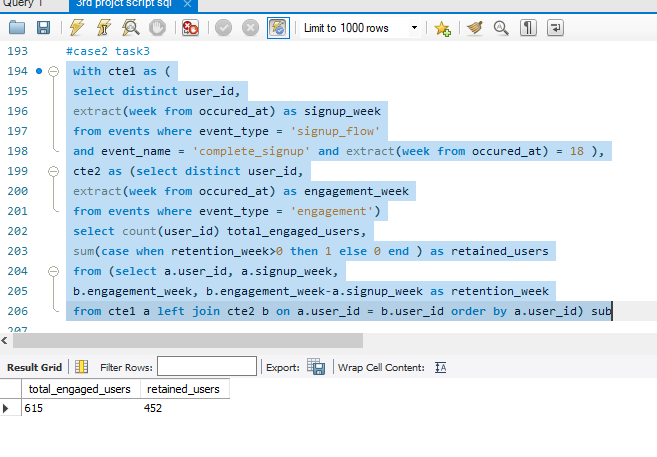 Query 1
3rd projct script sql
Limit to 1000 rows
193 #case2 task3
194 with cte1 as (
195 select distinct user_id,
196 extract(week from occured_at) as signup_week
197 from events where event_type = 'signup_flow'
198 and event_name = 'complete_signup' and extract(week from occured_at) = 18 ),
199 cte2 as (select distinct user_id,
200 extract(week from occured_at) as engagement_week
201 from events where event_type = 'engagement')
202 select count(user_id) total_engaged_users,
203 sum(case when retention_week>0 then 1 else 0 end ) as retained_users
204 from (select a.user_id, a.signup_week,
205 b.engagement_week, b.engagement_week-a.signup_week as retention_week
206 from cte1 a left join cte2 b on a.user_id = b.user_id order by a.user_id) sub
207
Result Grid Filter Rows: Export: Wrap Cell Content: IA
total_engaged_users retained_users
615 452